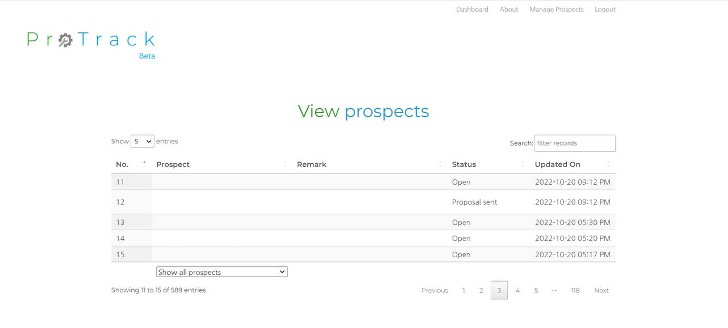 Dashboard About Manage Prospects Logout
ProTrack
Beta
View prospects
Show 5 entries Search: filter records
No. Prospect Remark Status Updated On
11 Open 2022-10-20 09:12 PM
12 Proposal sent 2022-10-20 09:12 PM
13 Open 2022-10-20 05:30 PM
14 Open 2022-10-20 05:20 PM
15 Open 2022-10-20 05:17 PM
Show all prospects
Showing 11 to 15 of 589 entries Previous 1 2 3 4 5 ... 118 Next